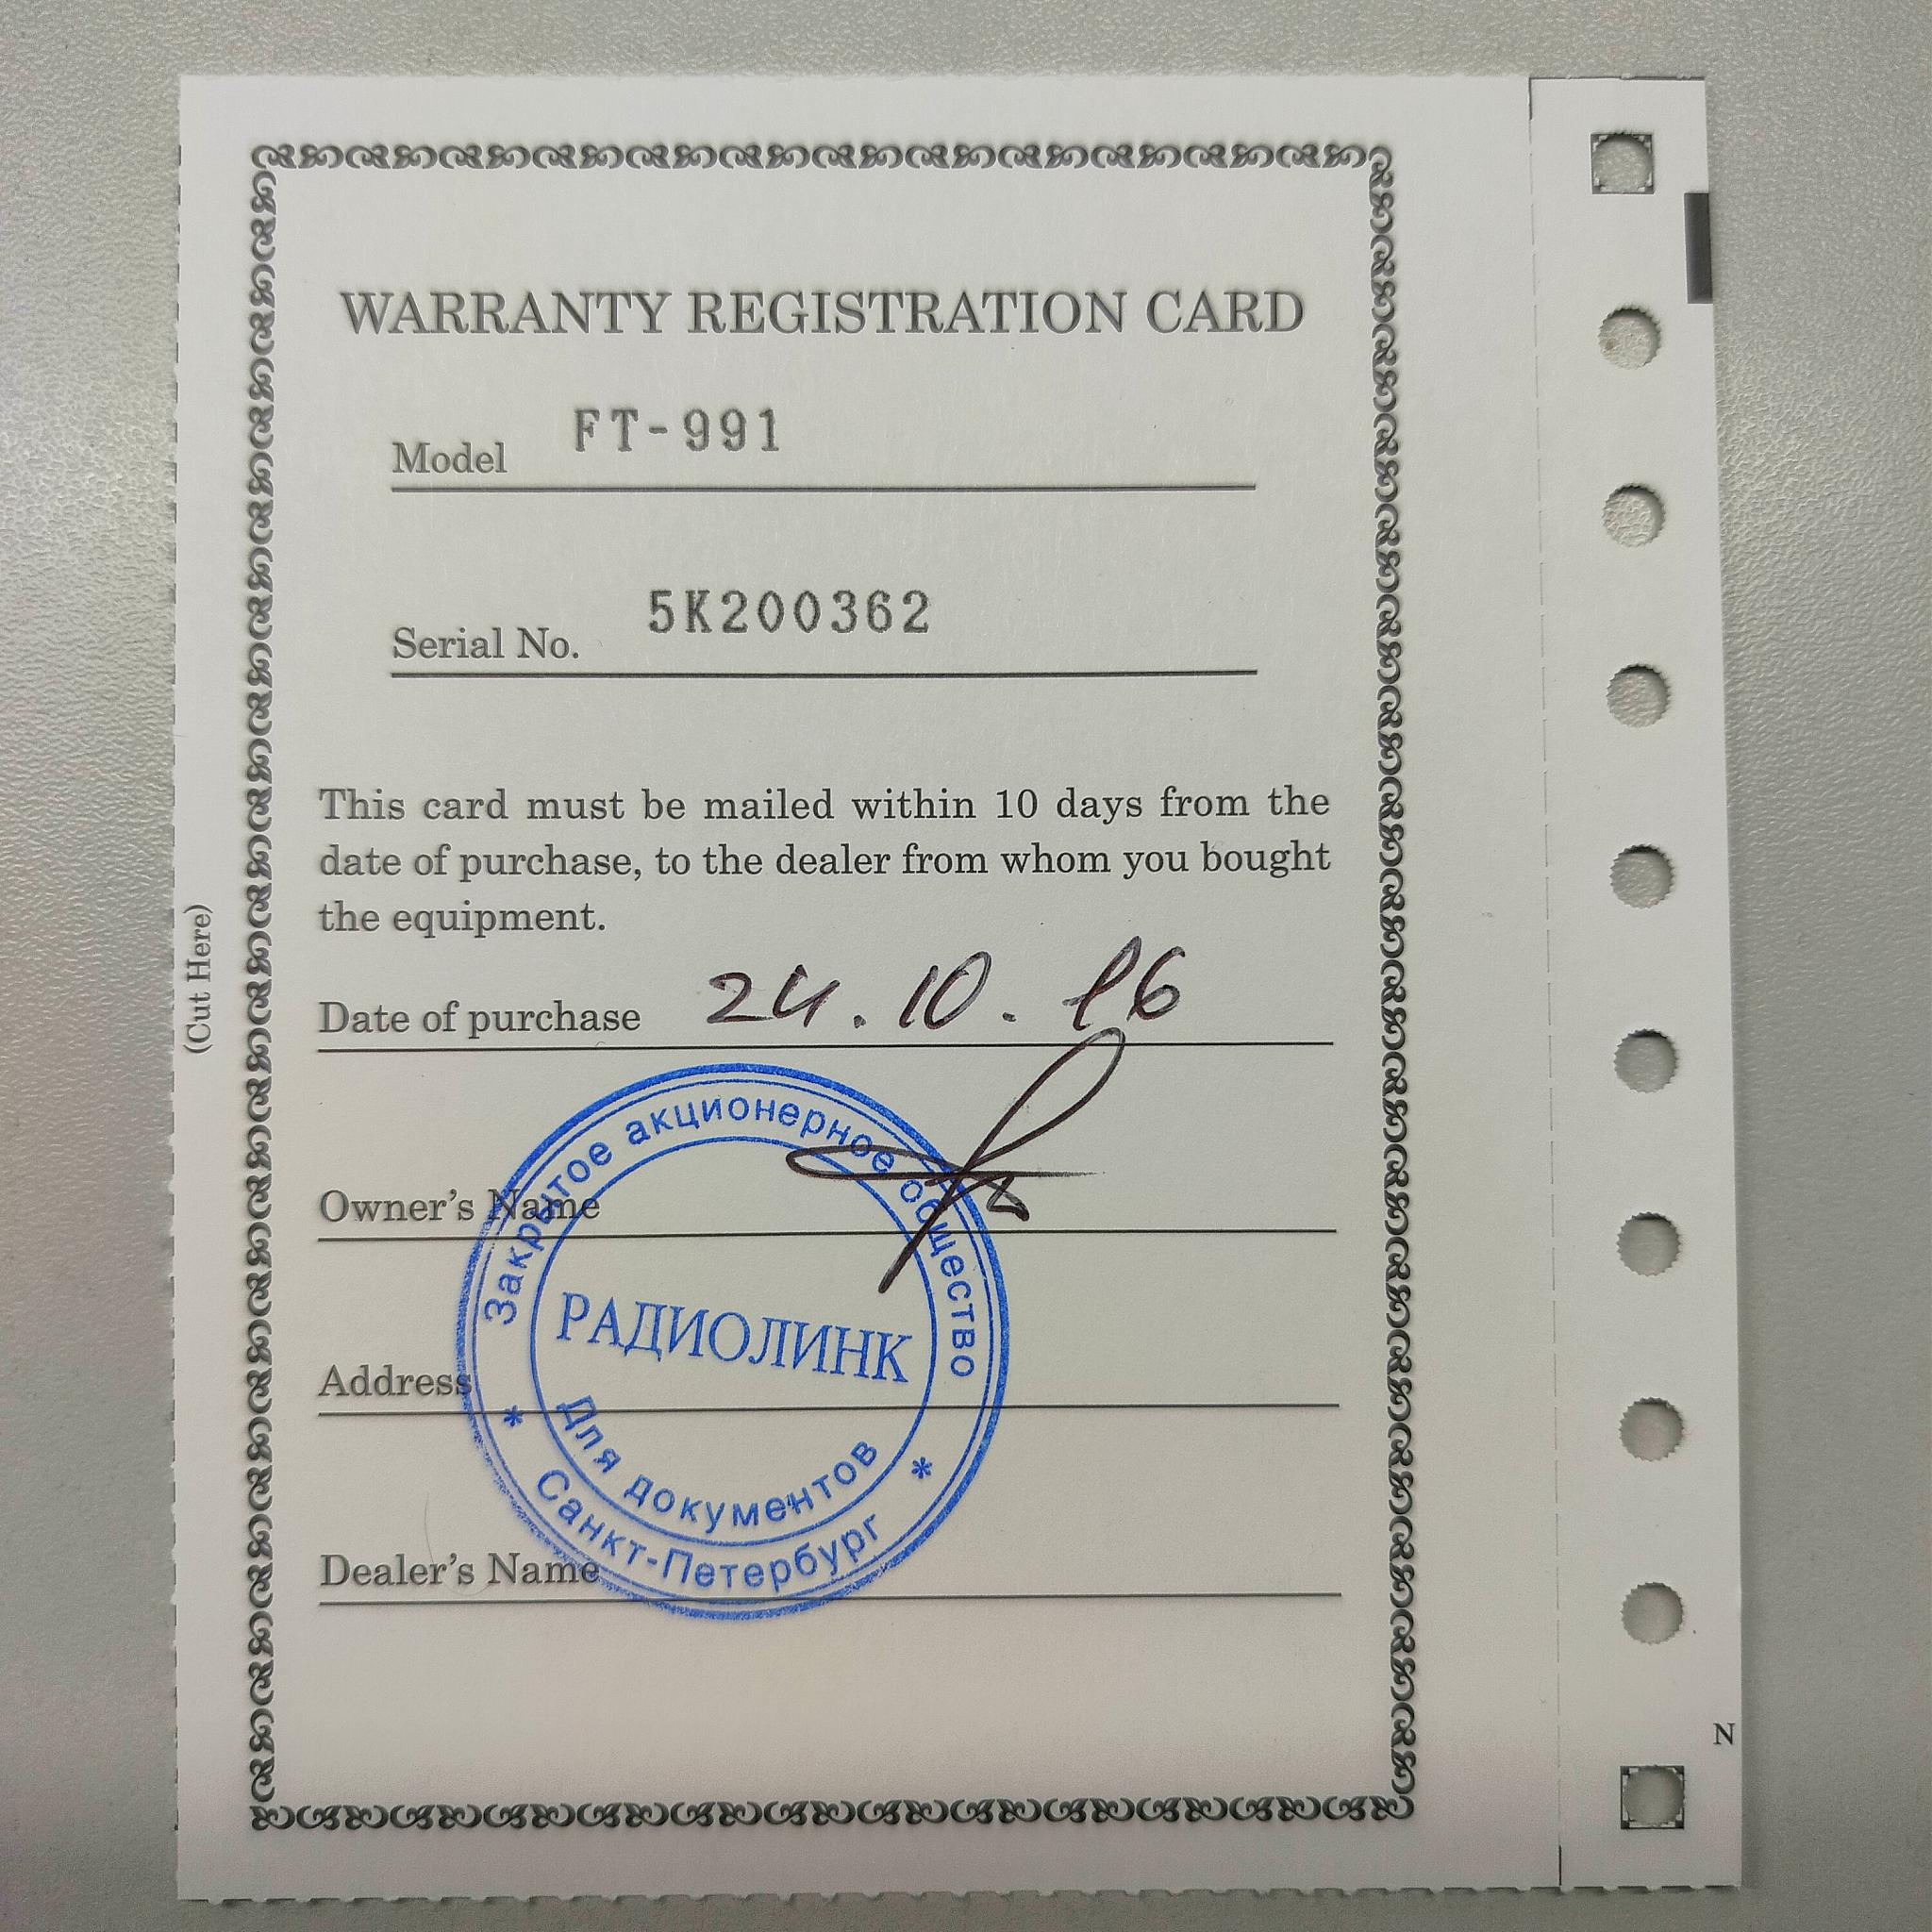 WARRANTY REGISTRATION CARD
FT-991
Model
5K200362
Serial No.
This card must be mailed within 10 days from the
date of purchase, to the dealer from whom you bought
the equipment.
(Cut Here)
Date of purchase 24.10.16
Owner's Name
Закрытое акционерное общество
РАДИОЛИНК
Address
Для документов
Санкт-Петербург
Dealer's Name
N